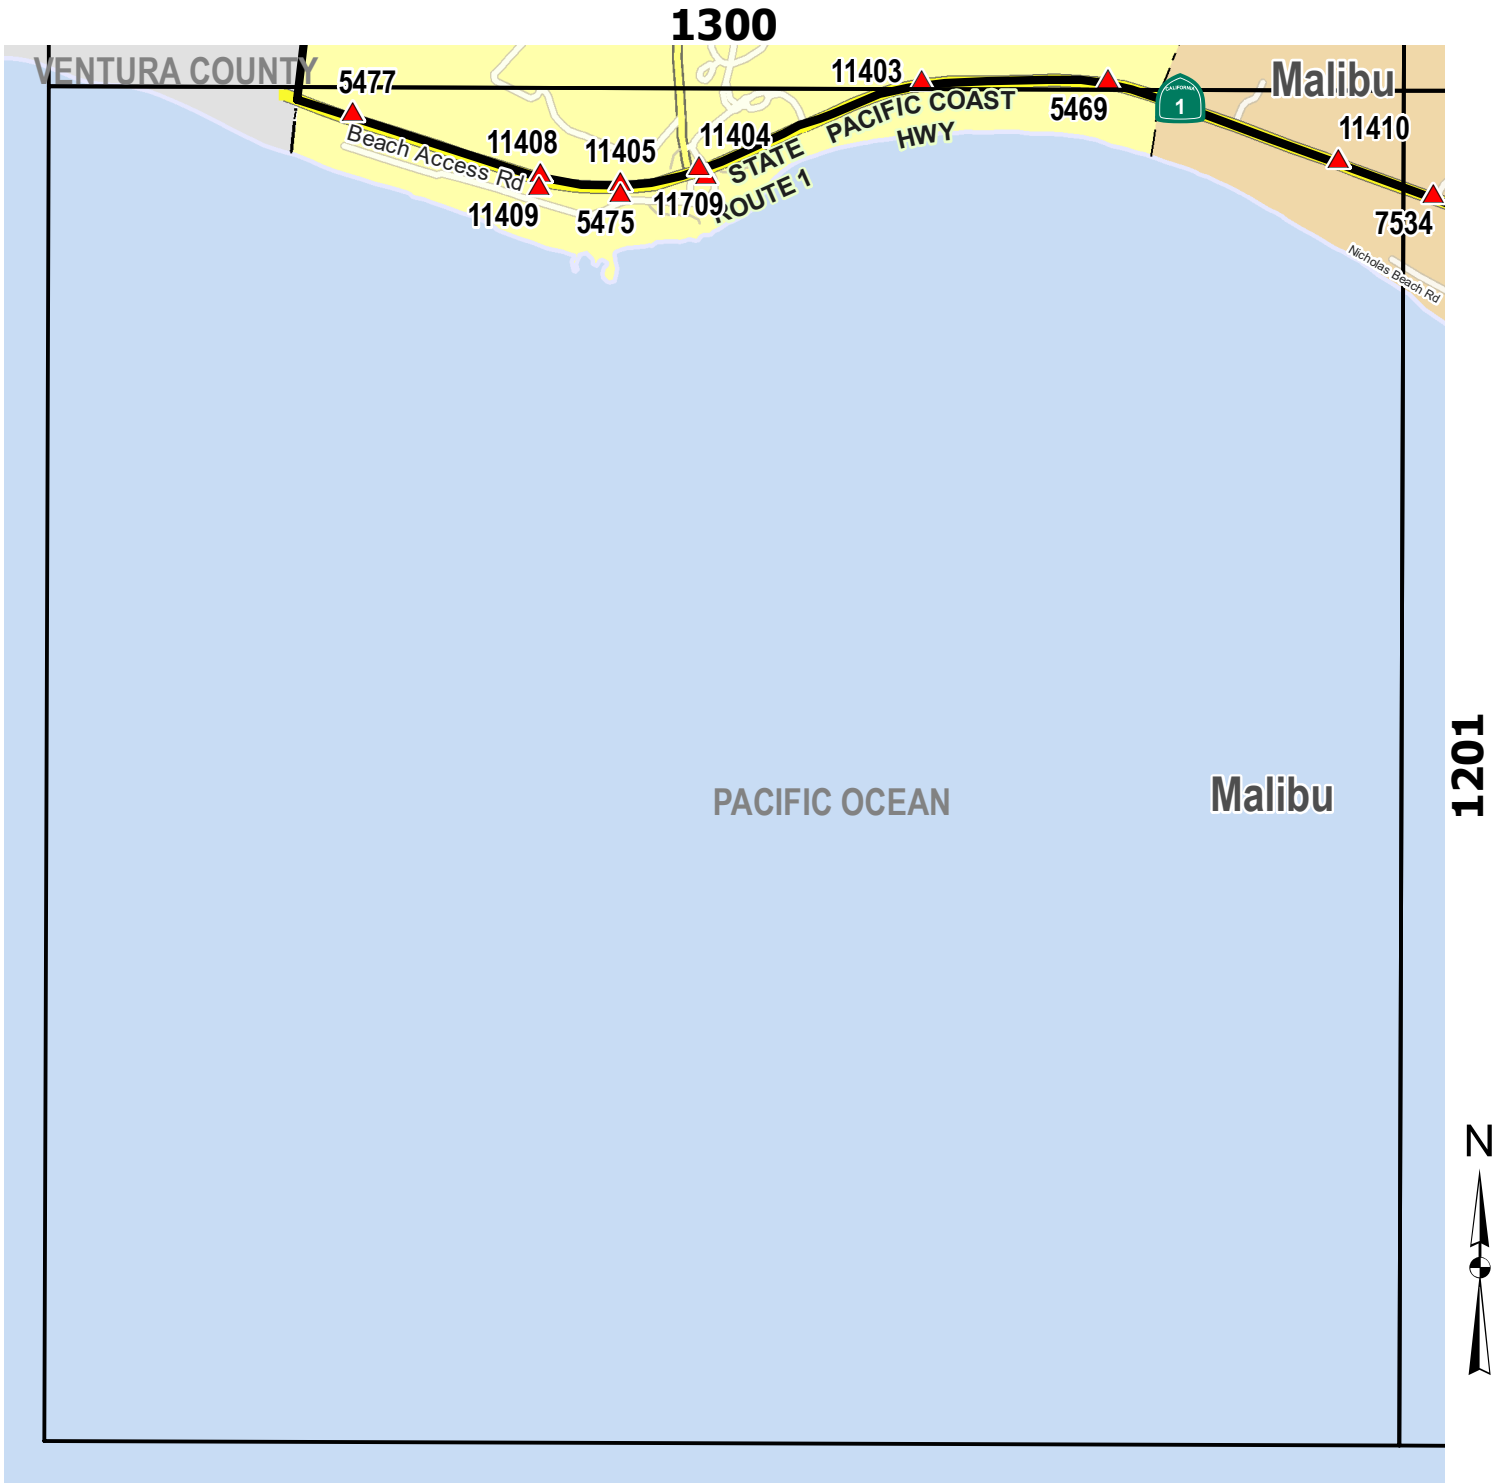 1300
VENTURA COUNTY
5477
11403
5469
CALIFORNIA
1
Malibu
11410
Beach Access Rd
11408
11405
11404
STATE
ROUTE 1
PACIFIC COAST
HWY
11409
5475
11709
7534
Nicholas Beach Rd
PACIFIC OCEAN
Malibu
1201
N